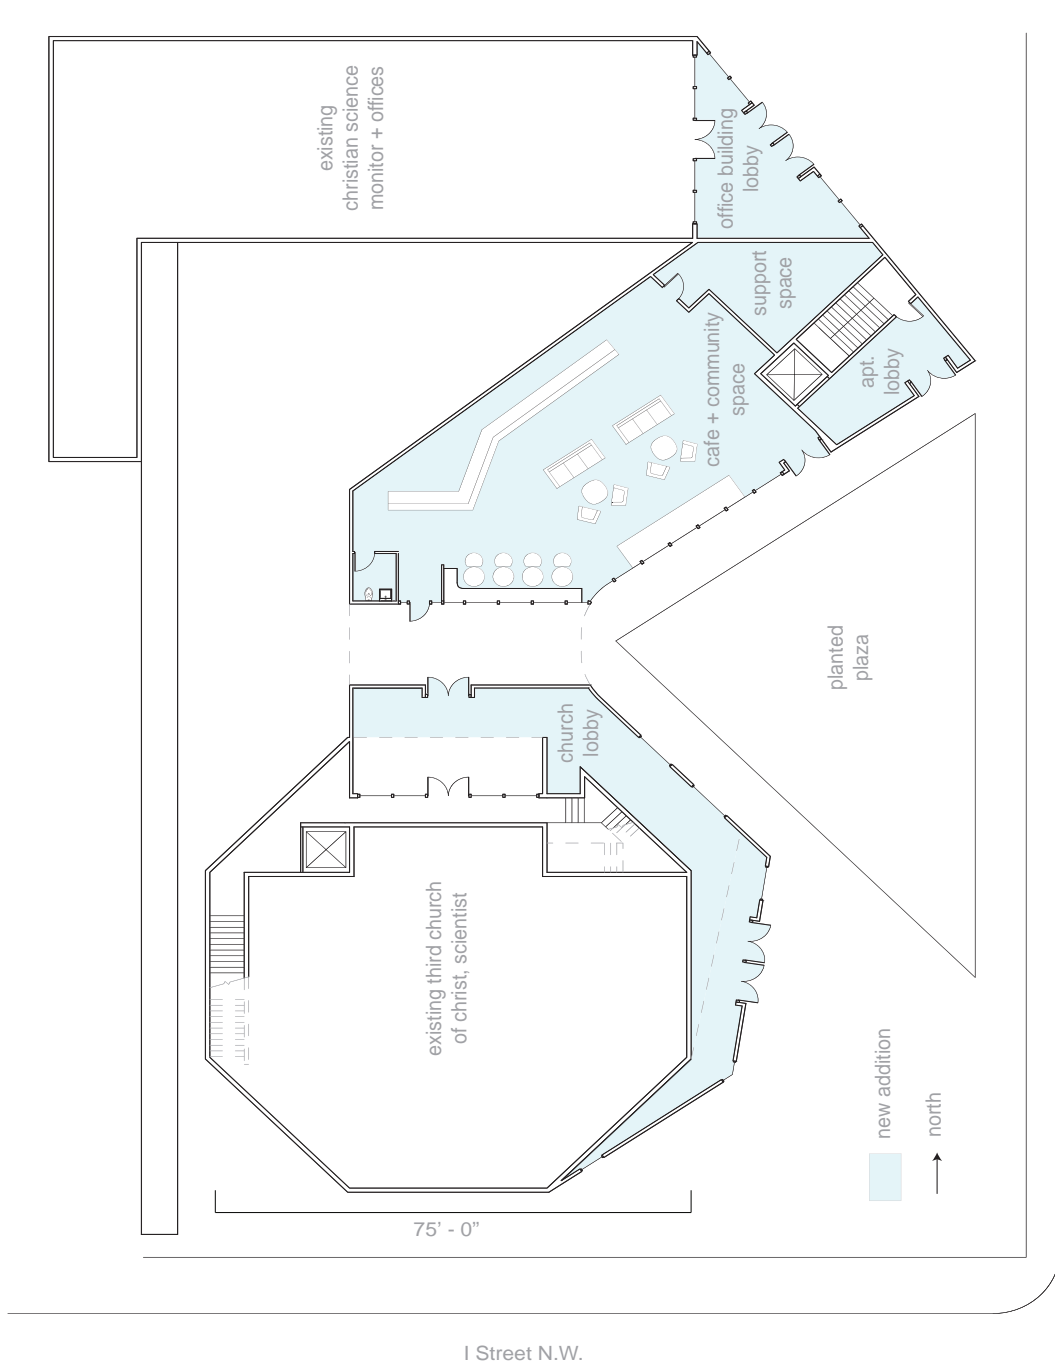 existing
christian science
monitor + offices
office building
lobby
support
space
cafe + community
space
apt.
lobby
planted
plaza
church
lobby
existing third church
of christ, scientist
new addition
north
75' - 0”
I Street N.W.